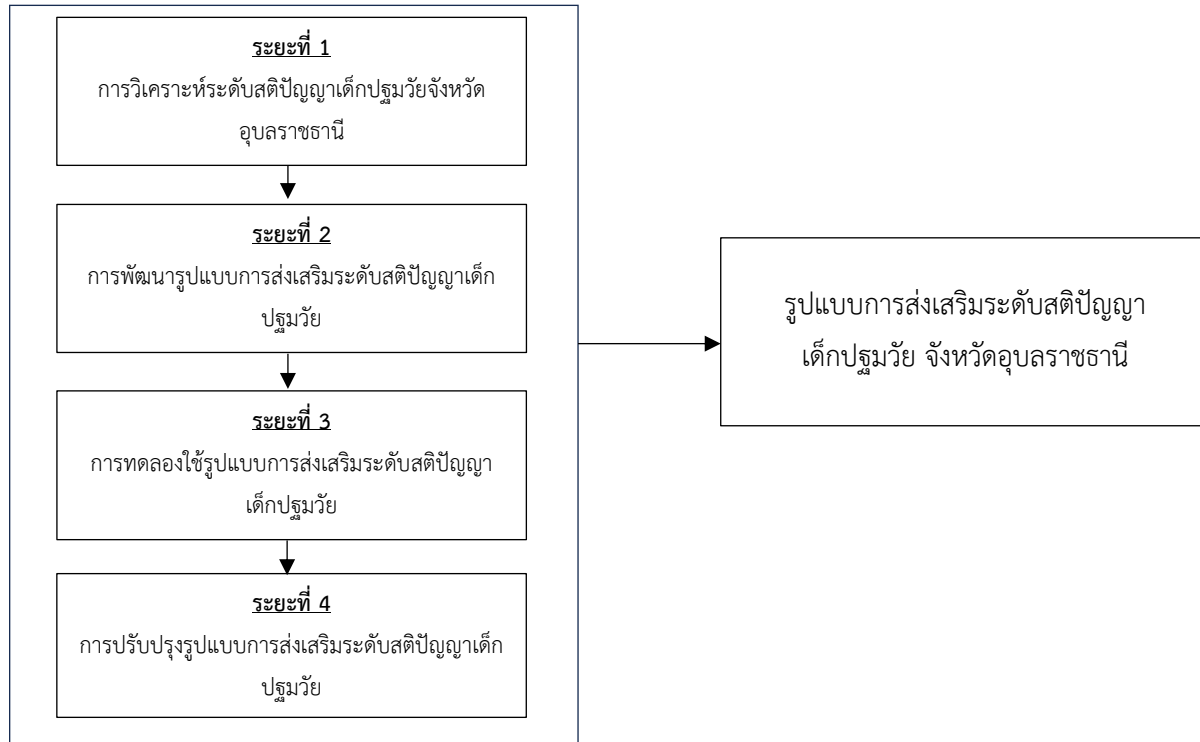 ระยะที่ 1
การวิเคราะห์ระดับสติปัญญาเด็กปฐมวัยจังหวัด
อุบลราชธานี
ระยะที่ 2
การพัฒนารูปแบบการส่งเสริมระดับสติปัญญาเด็ก
ปฐมวัย
ระยะที่ 3
การทดลองใช้รูปแบบการส่งเสริมระดับสติปัญญา
เด็กปฐมวัย
ระยะที่ 4
การปรับปรุงรูปแบบการส่งเสริมระดับสติปัญญาเด็ก
ปฐมวัย
รูปแบบการส่งเสริมระดับสติปัญญา
เด็กปฐมวัย จังหวัดอุบลราชธานี